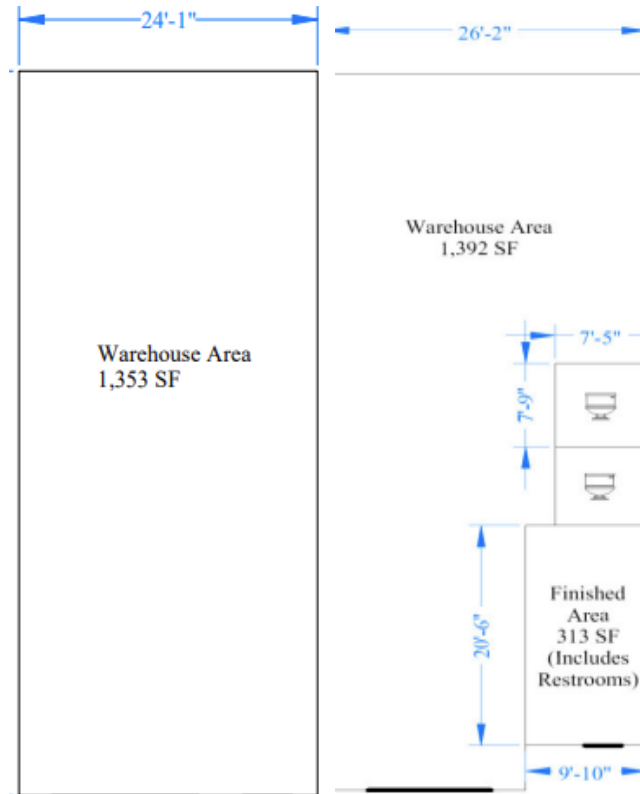 24'-1"
26'-2"
Warehouse Area
1,392 SF
Warehouse Area
1,353 SF
7'-5"
7'-9"
20'-6"
Finished
Area
313 SF
(Includes
Restrooms)
9'-10"